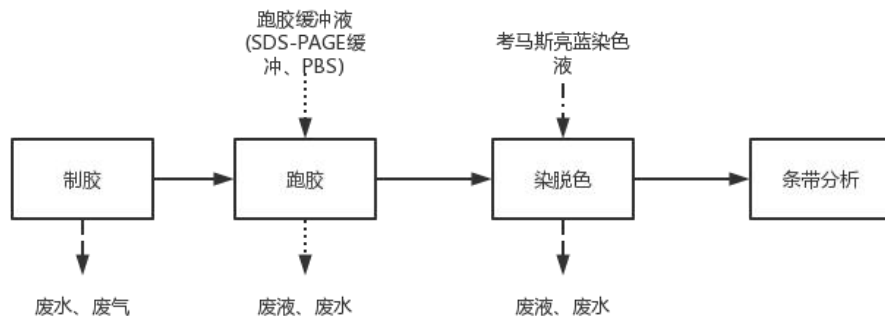 跑胶缓冲液
(SDS-PAGE缓
冲、PBS)
考马斯亮蓝染色
液
制胶
跑胶
染脱色
条带分析
废水、废气
废液、废水
废液、废水